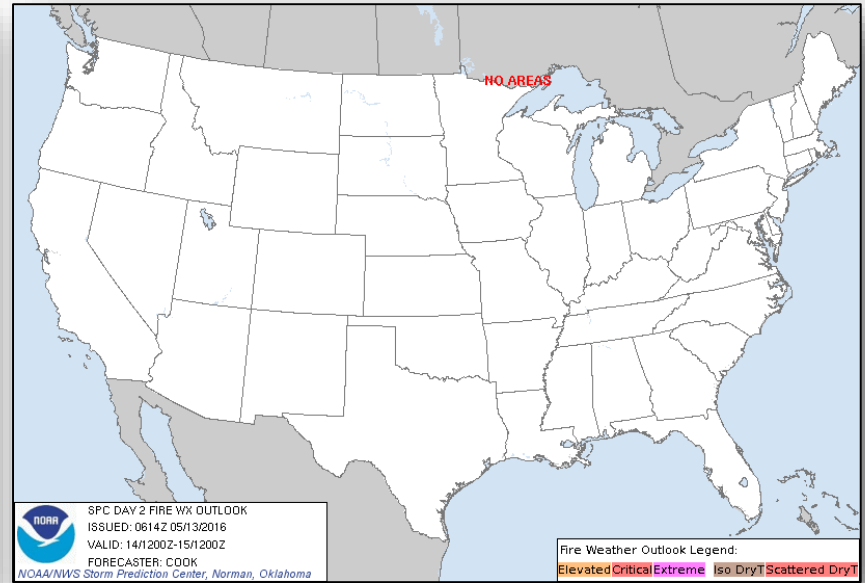 NO AREAS
NOAA
SPC DAY 2 FIRE WX OUTLOOK
ISSUED: 0614Z 05/13/2016
VALID: 14/1200Z-15/1200Z
FORECASTER: COOK
NOAA/NWS Storm Prediction Center, Norman, Oklahoma
Fire Weather Outlook Legend:
Elevated Critical Extreme Iso DryT Scattered DryT